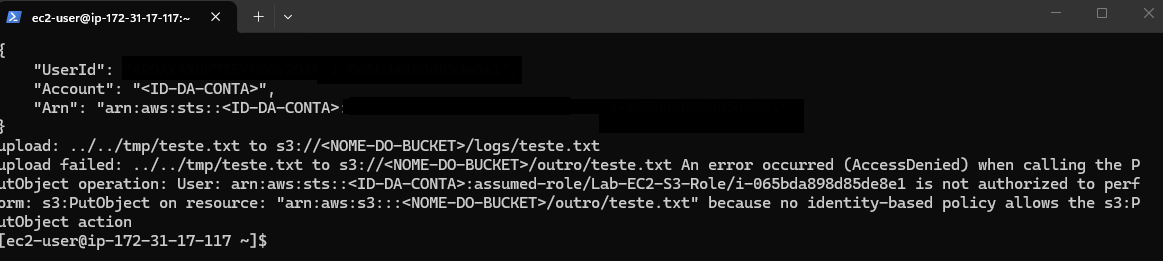 ec2-user@ip-172-31-17-117:~
{
"UserId":
"Account": "<ID-DA-CONTA>",
"Arn": "arn:aws:sts::<ID-DA-CONTA>:
}
upload: ../../tmp/teste.txt to s3://<NOME-DO-BUCKET>/logs/teste.txt
upload failed: ../../tmp/teste.txt to s3://<NOME-DO-BUCKET>/outro/teste.txt An error occurred (AccessDenied) when calling the P
utObject operation: User: arn:aws:sts::<ID-DA-CONTA>:assumed-role/Lab-EC2-S3-Role/i-065bda898d85de8e1 is not authorized to perf
orm: s3:PutObject on resource: "arn:aws:s3:::<NOME-DO-BUCKET>/outro/teste.txt" because no identity-based policy allows the s3:P
utObject action
[ec2-user@ip-172-31-17-117 ~]$